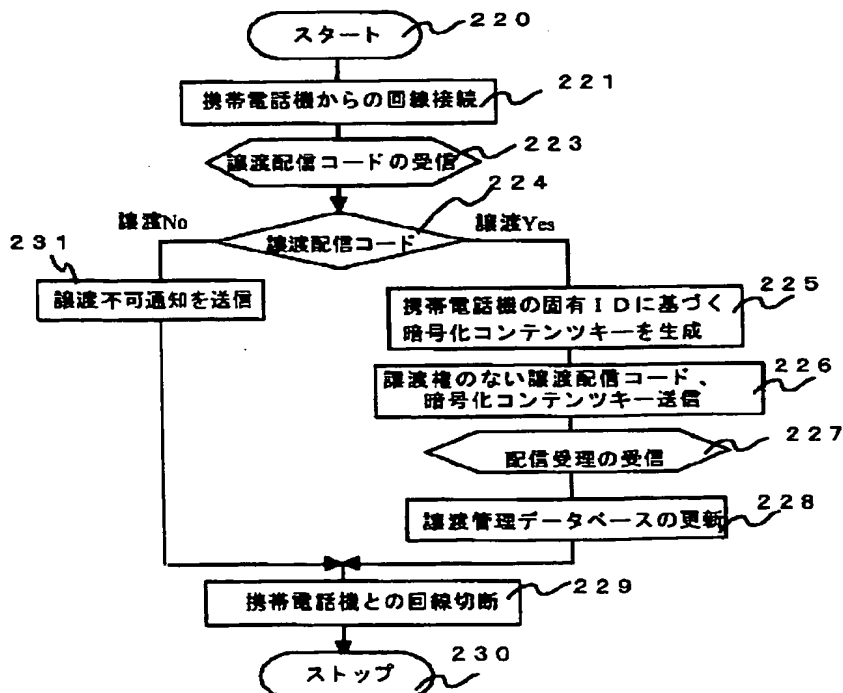 スタート
２２０
携帯電話機からの回線接続
２２１
譲渡配信コードの受信
２２３
２２４
譲渡No
譲渡配信コード
譲渡Yes
２３１
譲渡不可通知を送信
携帯電話機の固有ＩＤに基づく
暗号化コンテンツキーを生成
２２５
譲渡権のない譲渡配信コード、
暗号化コンテンツキー送信
２２６
配信受理の受信
２２７
譲渡管理データベースの更新
２２８
携帯電話機との回線切断
２２９
ストップ
２３０